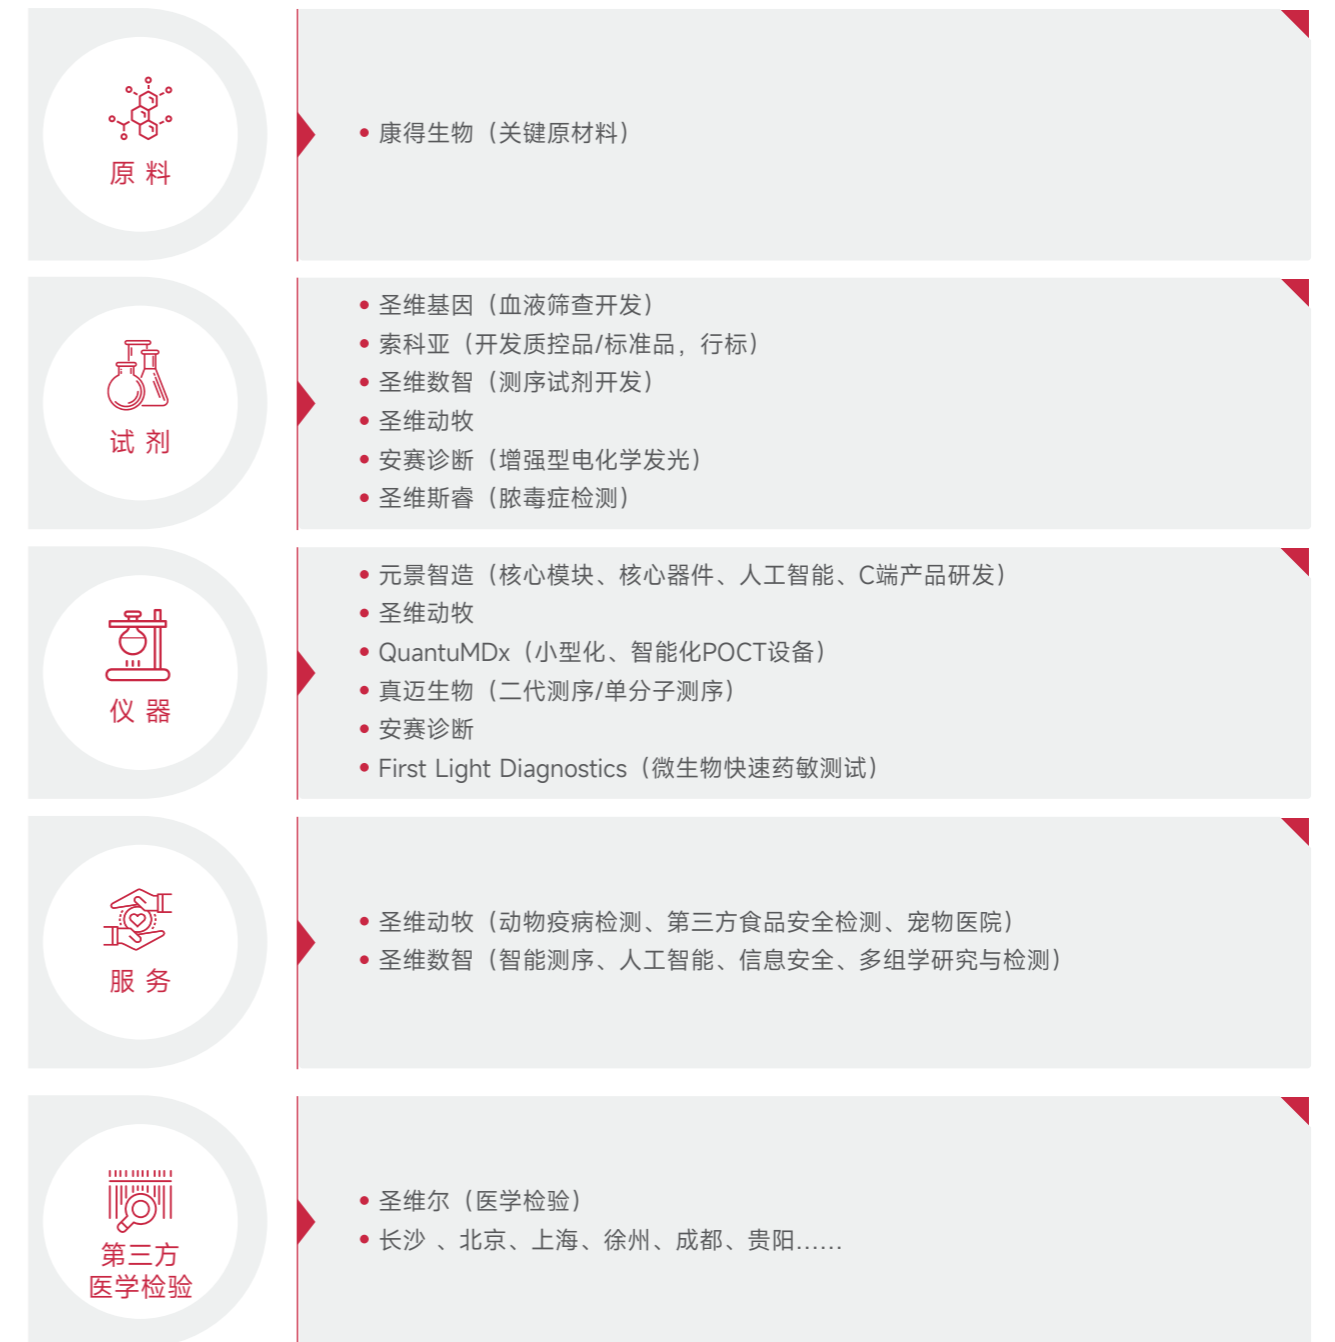 原料
康得生物（关键原材料）
试剂
圣维基因（血液筛查开发）
索科亚（开发质控品/标准品，行标）
圣维数智（测序试剂开发）
圣维动牧
安赛诊断（增强型电化学发光）
圣维斯睿（脓毒症检测）
仪器
元景智造（核心模块、核心器件、人工智能、C端产品研发）
圣维动牧
QuantuMDx（小型化、智能化POCT设备）
真迈生物（二代测序/单分子测序）
安赛诊断
First Light Diagnostics（微生物快速药敏测试）
服务
圣维动牧（动物疫病检测、第三方食品安全检测、宠物医院）
圣维数智（智能测序、人工智能、信息安全、多组学研究与检测）
第三方
医学检验
圣维尔（医学检验）
长沙 、北京、上海、徐州、成都、贵阳……